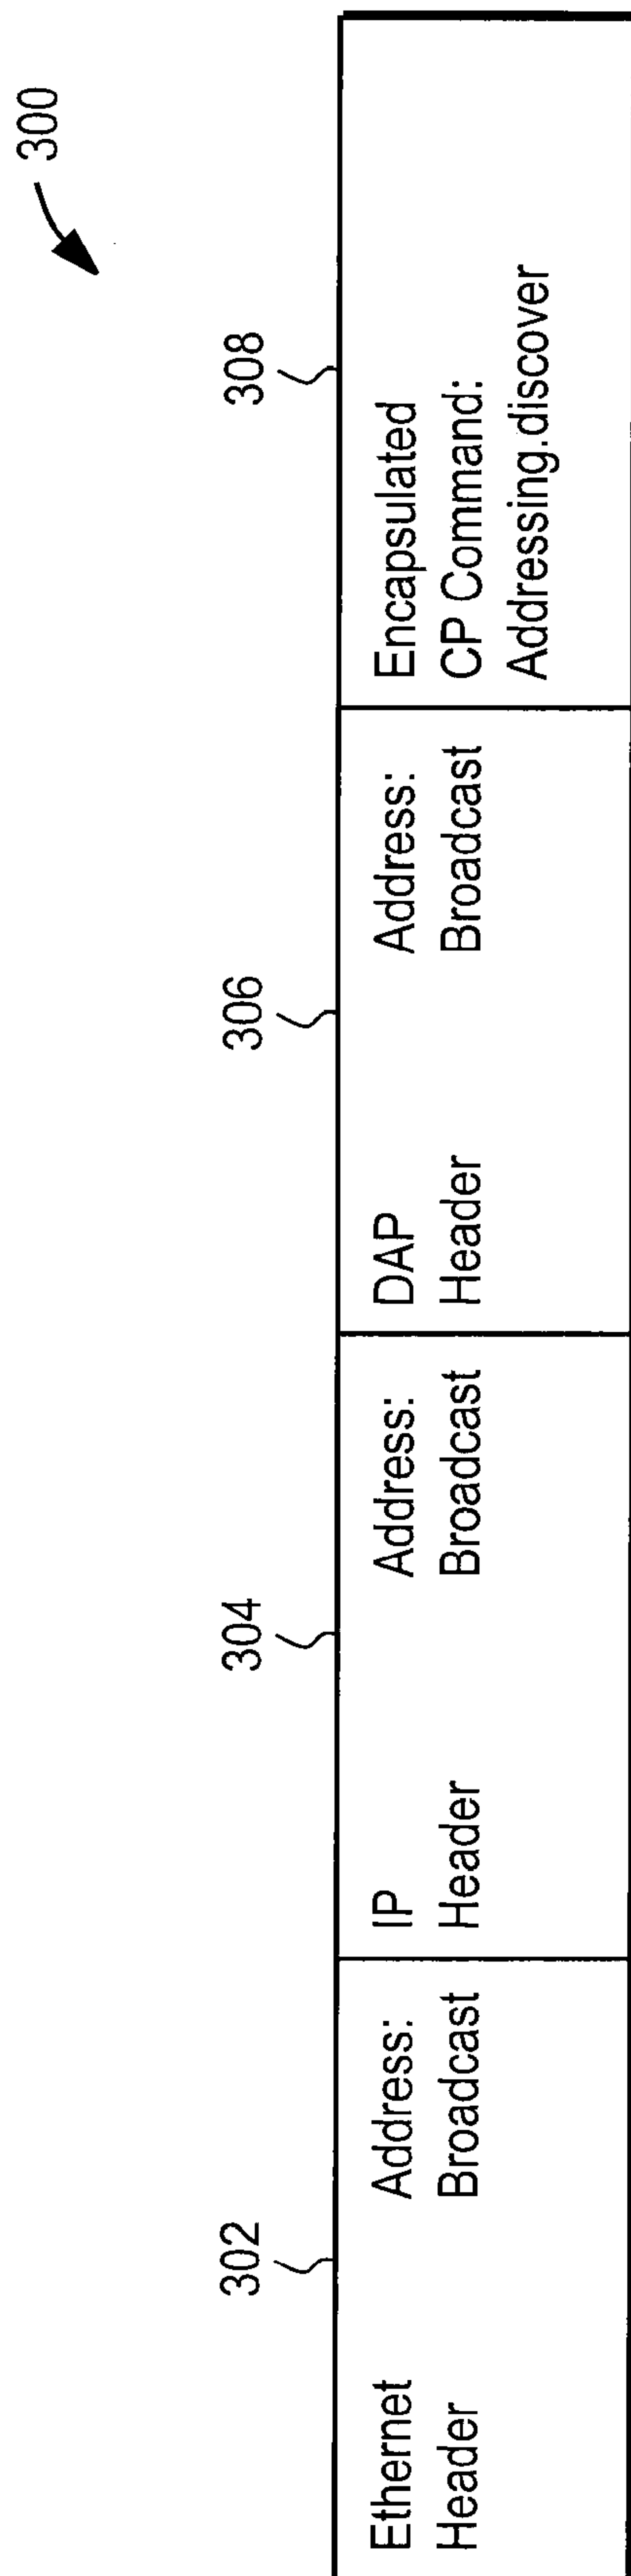 300
302
304
306
308
Ethernet
Header
Address:
Broadcast
IP
Header
Address:
Broadcast
DAP
Header
Address:
Broadcast
Encapsulated
CP Command:
Addressing.discover